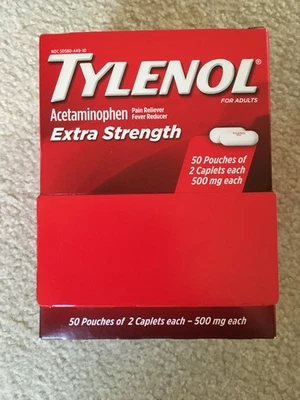 TYLENOL®
FOR ADULTS
Acetaminophen Pain Reliever
Fever Reducer
Extra Strength
50 Pouches of
2 Caplets each
500 mg each
50 Pouches of 2 Caplets each – 500 mg each